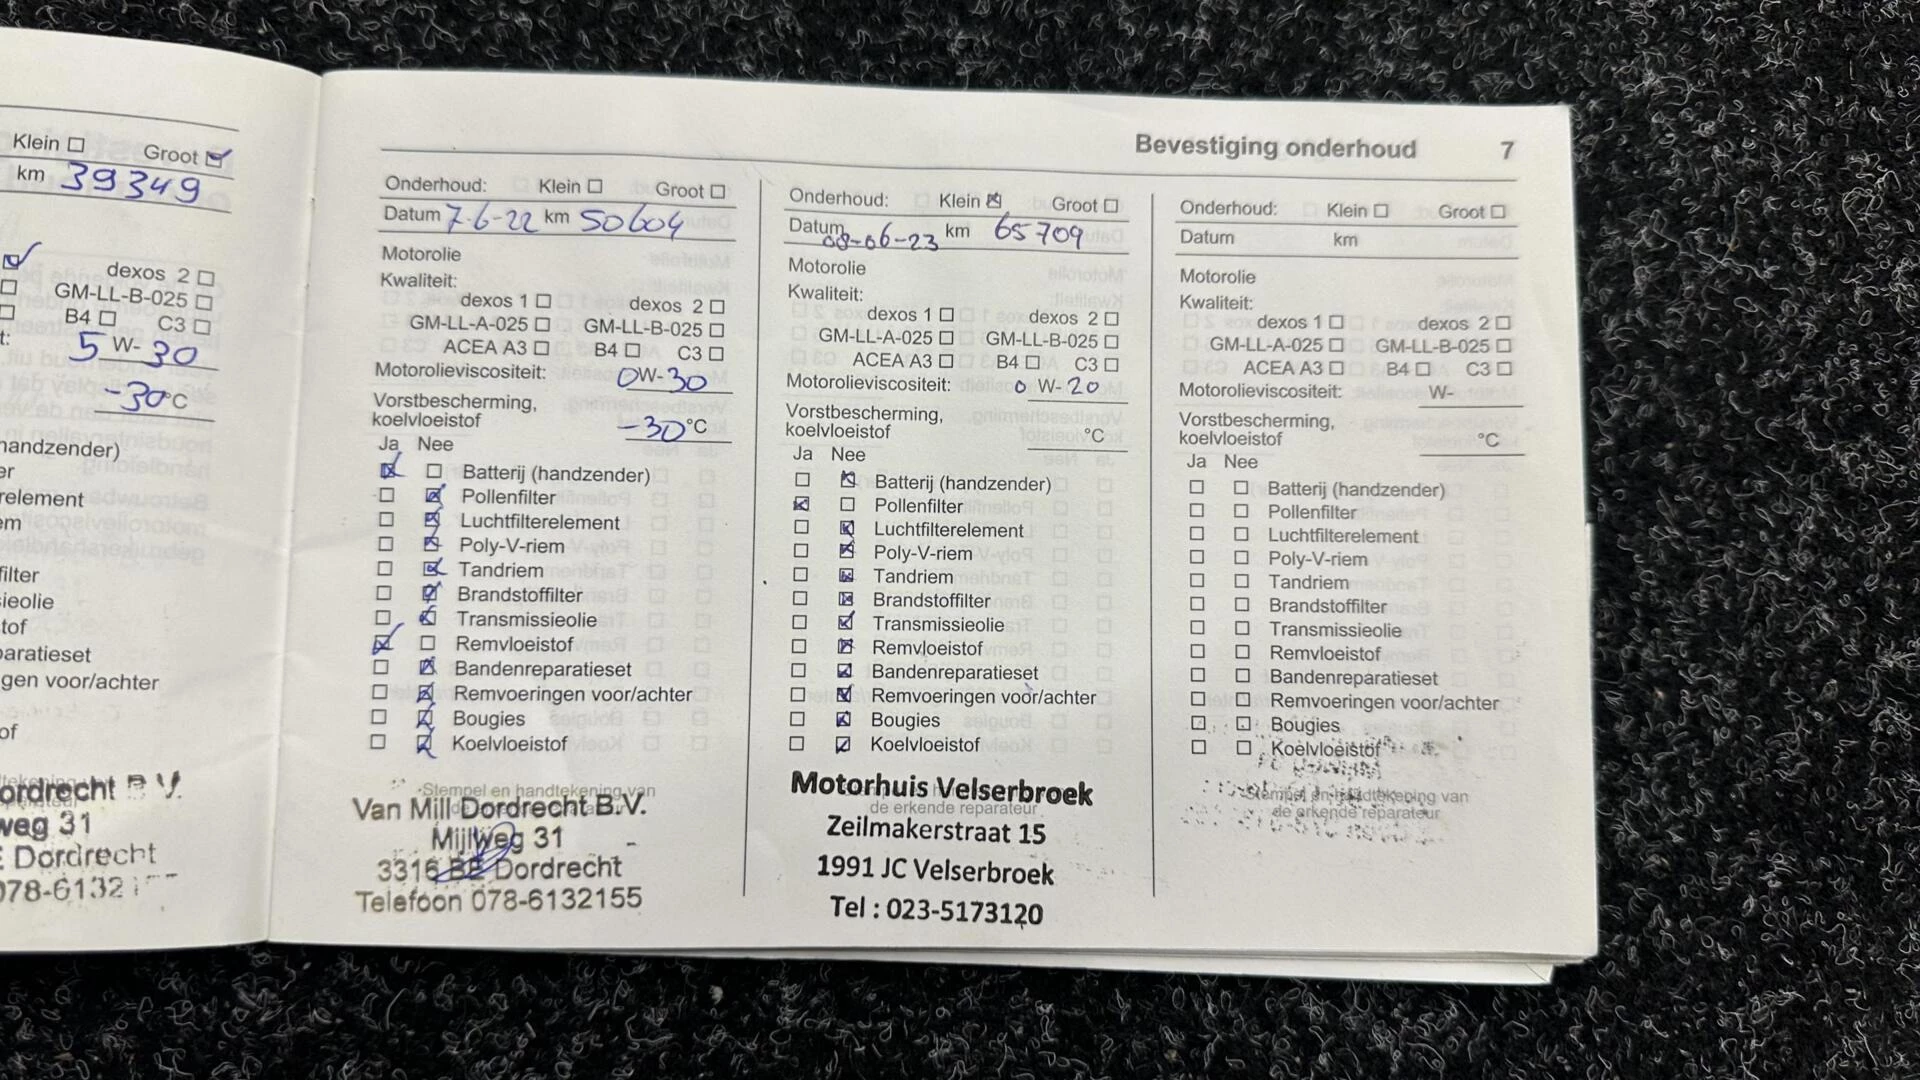 Klein ☐ Groot ☑
km 39349
☑ dexos 2 ☐
☐ GM-LL-B-025 ☐
☐ B4 ☐ C3 ☐
t: 5 W- 30
-30 °C
handzender)
er
relement
em
filter
sieolie
stof
paratieset
gen voor/achter
of
ordrecht B.V.
weg 31
E Dordrecht
078-6132
Bevestiging onderhoud 7
Onderhoud: Klein ☐ Groot ☐
Datum 7-6-22 km 50604
Motorolie
Kwaliteit:
dexos 1 ☐ dexos 2 ☐
GM-LL-A-025 ☐ GM-LL-B-025 ☐
ACEA A3 ☐ B4 ☐ C3 ☐
Motorolieviscositeit: 0W-30
Vorstbescherming,
koelvloeistof -30 °C
Ja Nee
☒ ☐ Batterij (handzender)
☐ ☒ Pollenfilter
☐ ☒ Luchtfilterelement
☐ ☒ Poly-V-riem
☐ ☒ Tandriem
☐ ☒ Brandstoffilter
☐ ☒ Transmissieolie
☒ ☐ Remvloeistof
☐ ☒ Bandenreparatieset
☐ ☒ Remvoeringen voor/achter
☐ ☒ Bougies
☐ ☒ Koelvloeistof
Stempel en handtekening van
Van Mill Dordrecht B.V.
Mijlweg 31
3316 BE Dordrecht
Telefoon 078-6132155
Onderhoud: Klein ☒ Groot ☐
Datum 08-06-23 km 65709
Motorolie
Kwaliteit:
dexos 1 ☐ dexos 2 ☐
GM-LL-A-025 ☐ GM-LL-B-025 ☐
ACEA A3 ☐ B4 ☐ C3 ☐
Motorolieviscositeit: 0 W-20
Vorstbescherming,
koelvloeistof °C
Ja Nee
☐ ☒ Batterij (handzender)
☒ ☐ Pollenfilter
☐ ☒ Luchtfilterelement
☐ ☒ Poly-V-riem
☐ ☒ Tandriem
☐ ☒ Brandstoffilter
☐ ☒ Transmissieolie
☐ ☒ Remvloeistof
☐ ☒ Bandenreparatieset
☐ ☒ Remvoeringen voor/achter
☐ ☒ Bougies
☐ ☒ Koelvloeistof
Motorhuis Velserbroek
de erkende reparateur
Zeilmakerstraat 15
1991 JC Velserbroek
Tel : 023-5173120
Onderhoud: Klein ☐ Groot ☐
Datum km
Motorolie
Kwaliteit:
dexos 1 ☐ dexos 2 ☐
GM-LL-A-025 ☐ GM-LL-B-025 ☐
ACEA A3 ☐ B4 ☐ C3 ☐
Motorolieviscositeit: W-
Vorstbescherming,
koelvloeistof °C
Ja Nee
☐ ☐ Batterij (handzender)
☐ ☐ Pollenfilter
☐ ☐ Luchtfilterelement
☐ ☐ Poly-V-riem
☐ ☐ Tandriem
☐ ☐ Brandstoffilter
☐ ☐ Transmissieolie
☐ ☐ Remvloeistof
☐ ☐ Bandenreparatieset
☐ ☐ Remvoeringen voor/achter
☐ ☐ Bougies
☐ ☐ Koelvloeistof
Stempel en handtekening van
de erkende reparateur